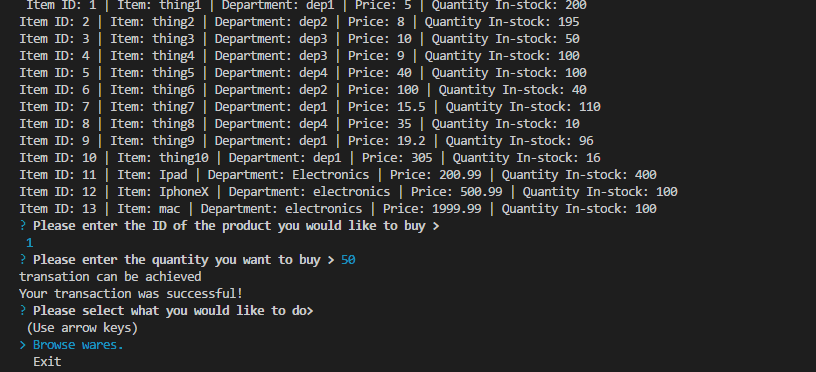 Item ID: 1 | Item: thing1 | Department: dep1 | Price: 5 | Quantity In-stock: 200
Item ID: 2 | Item: thing2 | Department: dep2 | Price: 8 | Quantity In-stock: 195
Item ID: 3 | Item: thing3 | Department: dep3 | Price: 10 | Quantity In-stock: 50
Item ID: 4 | Item: thing4 | Department: dep3 | Price: 9 | Quantity In-stock: 100
Item ID: 5 | Item: thing5 | Department: dep4 | Price: 40 | Quantity In-stock: 100
Item ID: 6 | Item: thing6 | Department: dep2 | Price: 100 | Quantity In-stock: 40
Item ID: 7 | Item: thing7 | Department: dep1 | Price: 15.5 | Quantity In-stock: 110
Item ID: 8 | Item: thing8 | Department: dep4 | Price: 35 | Quantity In-stock: 10
Item ID: 9 | Item: thing9 | Department: dep1 | Price: 19.2 | Quantity In-stock: 96
Item ID: 10 | Item: thing10 | Department: dep1 | Price: 305 | Quantity In-stock: 16
Item ID: 11 | Item: Ipad | Department: Electronics | Price: 200.99 | Quantity In-stock: 400
Item ID: 12 | Item: IphoneX | Department: electronics | Price: 500.99 | Quantity In-stock: 100
Item ID: 13 | Item: mac | Department: electronics | Price: 1999.99 | Quantity In-stock: 100
? Please enter the ID of the product you would like to buy >
1
? Please enter the quantity you want to buy > 50
transation can be achieved
Your transaction was successful!
? Please select what you would like to do>
(Use arrow keys)
> Browse wares.
Exit